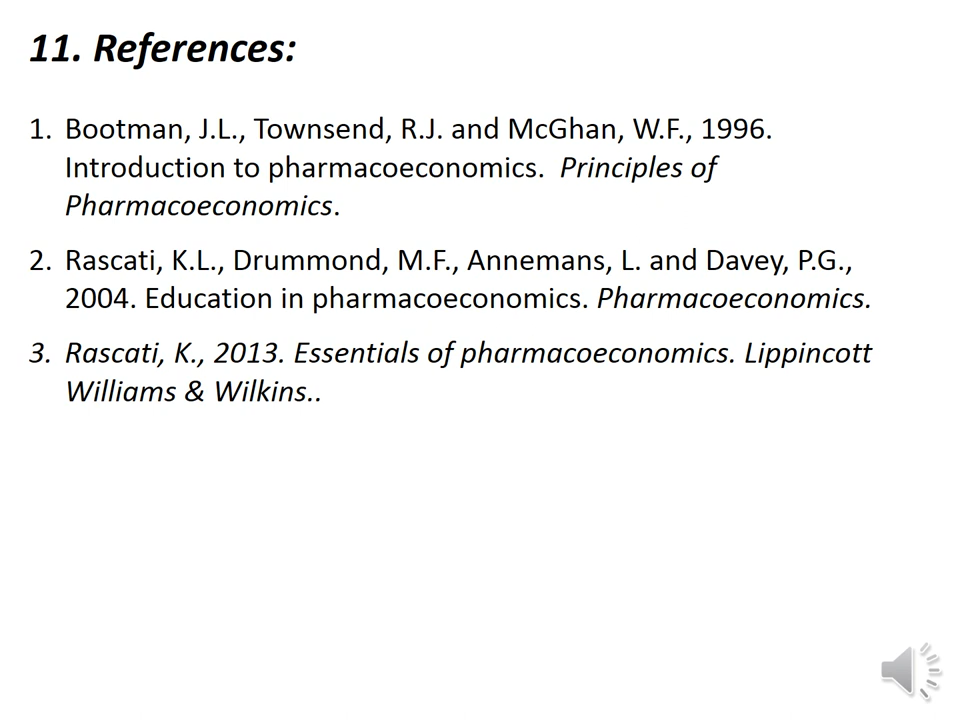 11. References:
1. Bootman, J.L., Townsend, R.J. and McGhan, W.F., 1996.
Introduction to pharmacoeconomics.  Principles of
Pharmacoeconomics.
2. Rascati, K.L., Drummond, M.F., Annemans, L. and Davey, P.G.,
2004. Education in pharmacoeconomics. Pharmacoeconomics.
3. Rascati, K., 2013. Essentials of pharmacoeconomics. Lippincott
Williams & Wilkins..